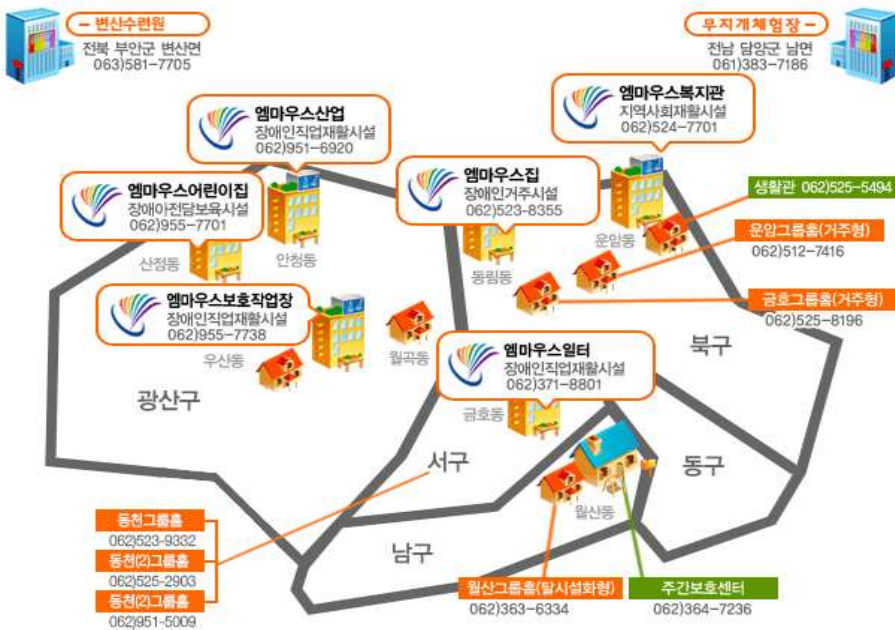 – 변산수련원
전북 부안군 변산면
063)581-7705
무지개체험장 –
전남 담양군 남면
061)383-7186
엠마우스산업
장애인직업재활시설
062)951-6920
엠마우스복지관
지역사회재활시설
062)524-7701
엠마우스어린이집
장애아전담보육시설
062)955-7701
엠마우스집
장애인거주시설
062)523-8355
생활관 062)525-5494
운암그룹홈(거주형)
062)512-7416
산정동
안청동
동림동
운암동
엠마우스보호작업장
장애인직업재활시설
062)955-7738
금호그룹홈(거주형)
062)525-8196
우산동
월곡동
엠마우스일터
장애인직업재활시설
062)371-8801
북구
광산구
금호동
서구
동구
월산동
남구
동천그룹홈
062)523-9332
동천(2)그룹홈
062)525-2903
동천(2)그룹홈
062)951-5009
월산그룹홈(탈시설화형)
062)363-6334
주간보호센터
062)364-7236